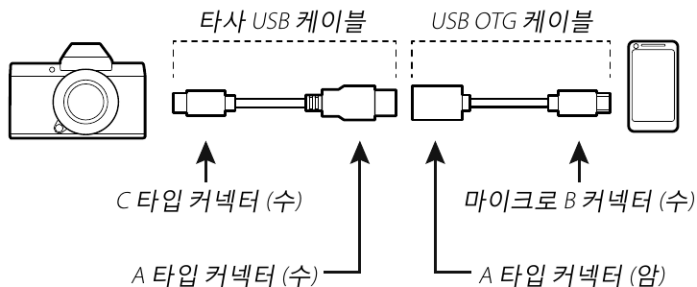 타사 USB 케이블 USB OTG 케이블
C 타입 커넥터 (수) 마이크로 B 커넥터 (수)
A 타입 커넥터 (수) A 타입 커넥터 (암)